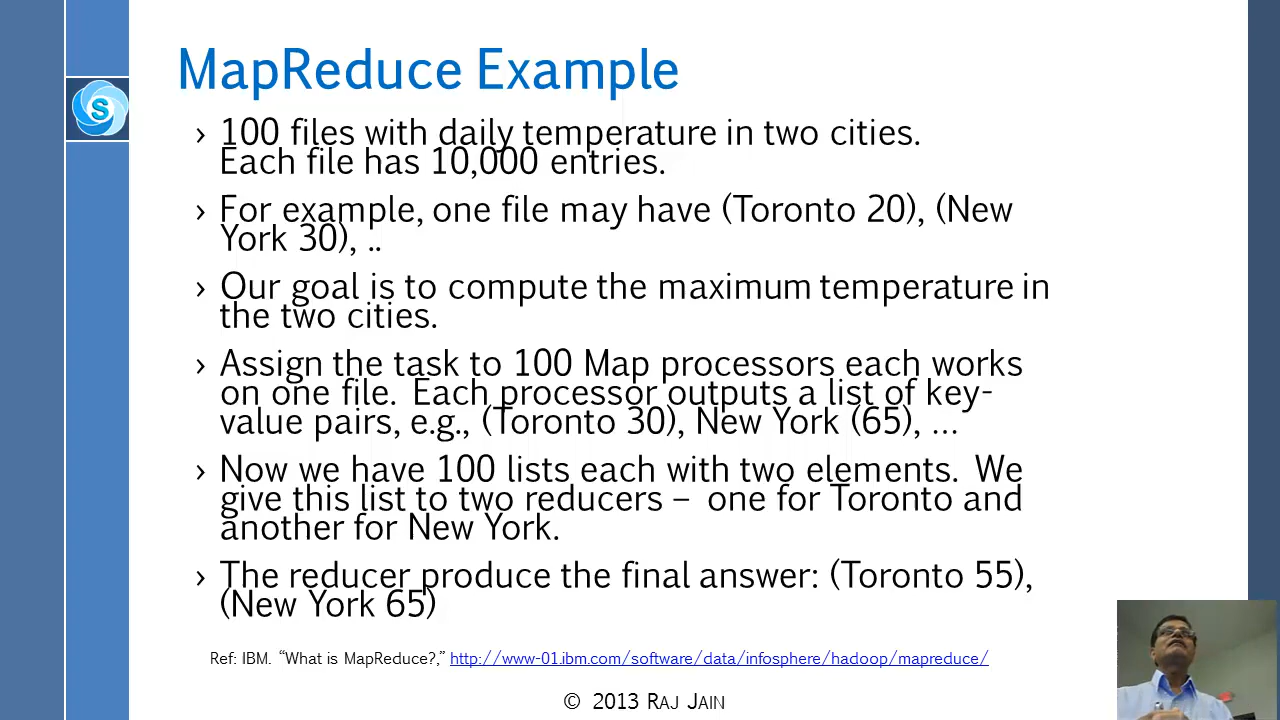 MapReduce Example
S
› 100 files with daily temperature in two cities.
Each file has 10,000 entries.
› For example, one file may have (Toronto 20), (New
York 30), ..
› Our goal is to compute the maximum temperature in
the two cities.
› Assign the task to 100 Map processors each works
on one file.  Each processor outputs a list of key-
value pairs, e.g., (Toronto 30), New York (65), …
› Now we have 100 lists each with two elements.  We
give this list to two reducers –  one for Toronto and
another for New York.
› The reducer produce the final answer: (Toronto 55),
(New York 65)
Ref: IBM. “What is MapReduce?,” http://www-01.ibm.com/software/data/infosphere/hadoop/mapreduce/
© 2013 RAJ JAIN